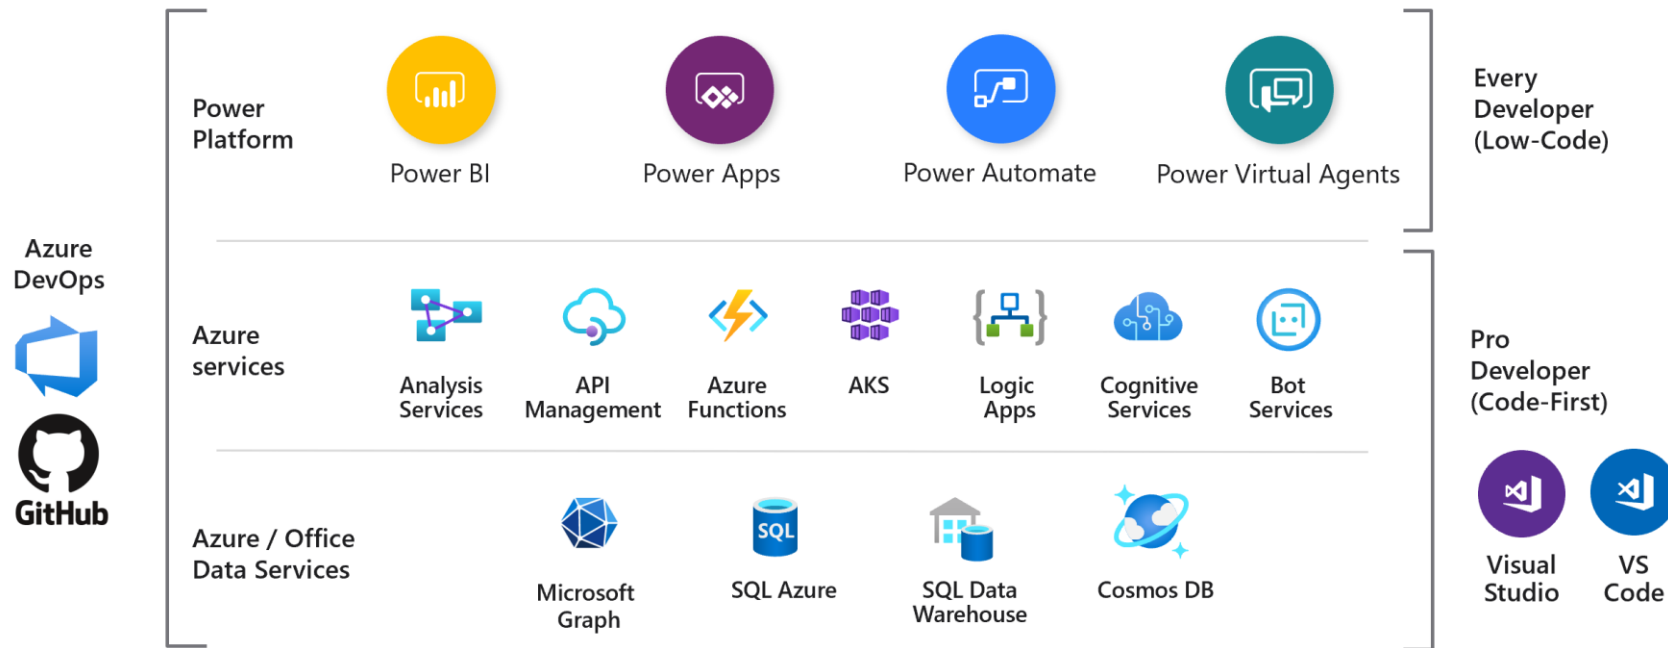 Azure
DevOps
GitHub
Power
Platform
Power BI
Power Apps
Power Automate
Power Virtual Agents
Every
Developer
(Low-Code)
Azure
services
Analysis
Services
API
Management
Azure
Functions
AKS
Logic
Apps
Cognitive
Services
Bot
Services
Pro
Developer
(Code-First)
Azure / Office
Data Services
Microsoft
Graph
SQL
SQL Azure
SQL Data
Warehouse
Cosmos DB
Visual
Studio
VS
Code